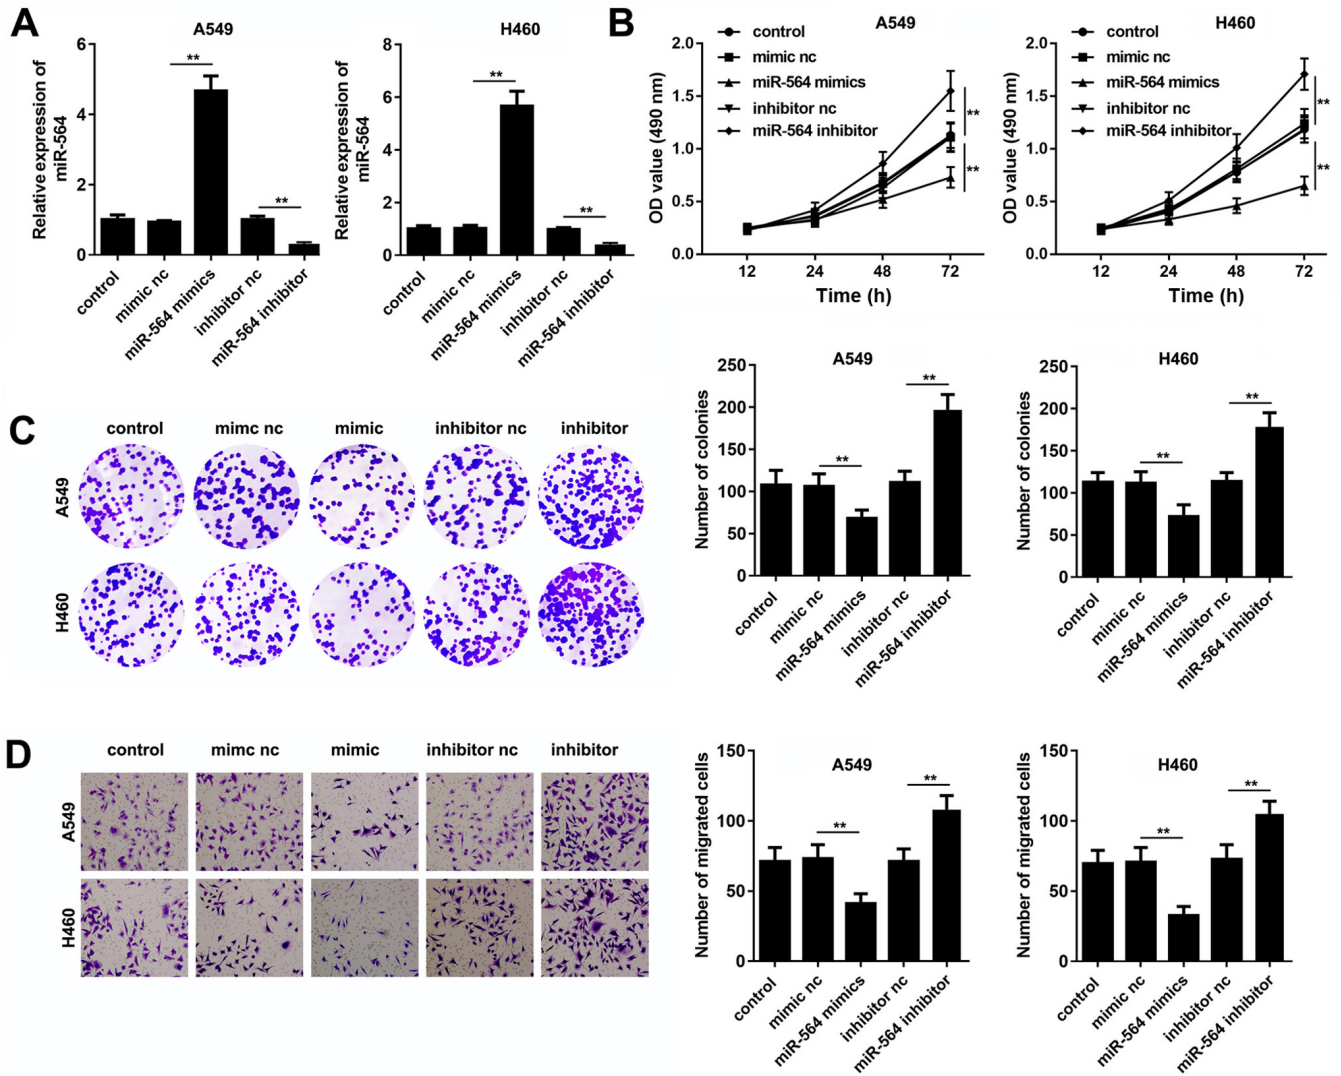 A
A549
Relative expression of
miR-564
6
4
2
0
**
**
control
mimic nc
miR-564 mimics
inhibitor nc
miR-564 inhibitor
H460
Relative expression of
miR-564
8
6
4
2
0
**
**
control
mimic nc
miR-564 mimics
inhibitor nc
miR-564 inhibitor
B
A549
control
mimic nc
miR-564 mimics
inhibitor nc
miR-564 inhibitor
OD value (490 nm)
2.0
1.5
1.0
0.5
0.0
**
**
12 24 48 72
Time (h)
H460
control
mimic nc
miR-564 mimics
inhibitor nc
miR-564 inhibitor
OD value (490 nm)
2.0
1.5
1.0
0.5
0.0
**
**
12 24 48 72
Time (h)
C
control mimc nc mimic inhibitor nc inhibitor
A549
H460
A549
Number of colonies
250
200
150
100
50
0
**
**
control
mimic nc
miR-564 mimics
inhibitor nc
miR-564 inhibitor
H460
Number of colonies
250
200
150
100
50
0
**
**
control
mimic nc
miR-564 mimics
inhibitor nc
miR-564 inhibitor
D
control mimc nc mimic inhibitor nc inhibitor
A549
H460
A549
Number of migrated cells
150
100
50
0
**
**
control
mimic nc
miR-564 mimics
inhibitor nc
miR-564 inhibitor
H460
Number of migrated cells
150
100
50
0
**
**
control
mimic nc
miR-564 mimics
inhibitor nc
miR-564 inhibitor